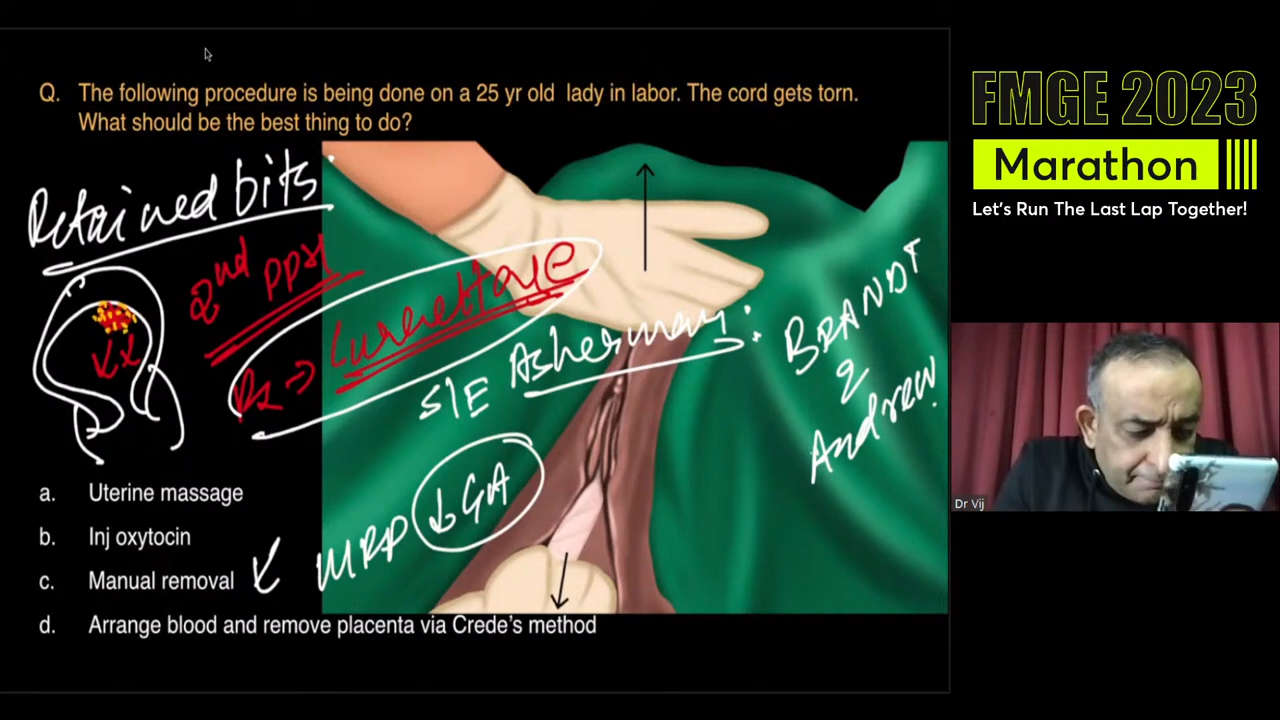 Q. The following procedure is being done on a 25 yr old lady in labor. The cord gets torn.
What should be the best thing to do?
Retained bits
2nd PPH
Rx → Curettage
S/E Asherman:
BRANDT
&
Andrew
MRP ↓GA
a. Uterine massage
b. Inj oxytocin
c. Manual removal
d. Arrange blood and remove placenta via Crede's method
FMGE 2023
Marathon
Let's Run The Last Lap Together!
Dr Vij